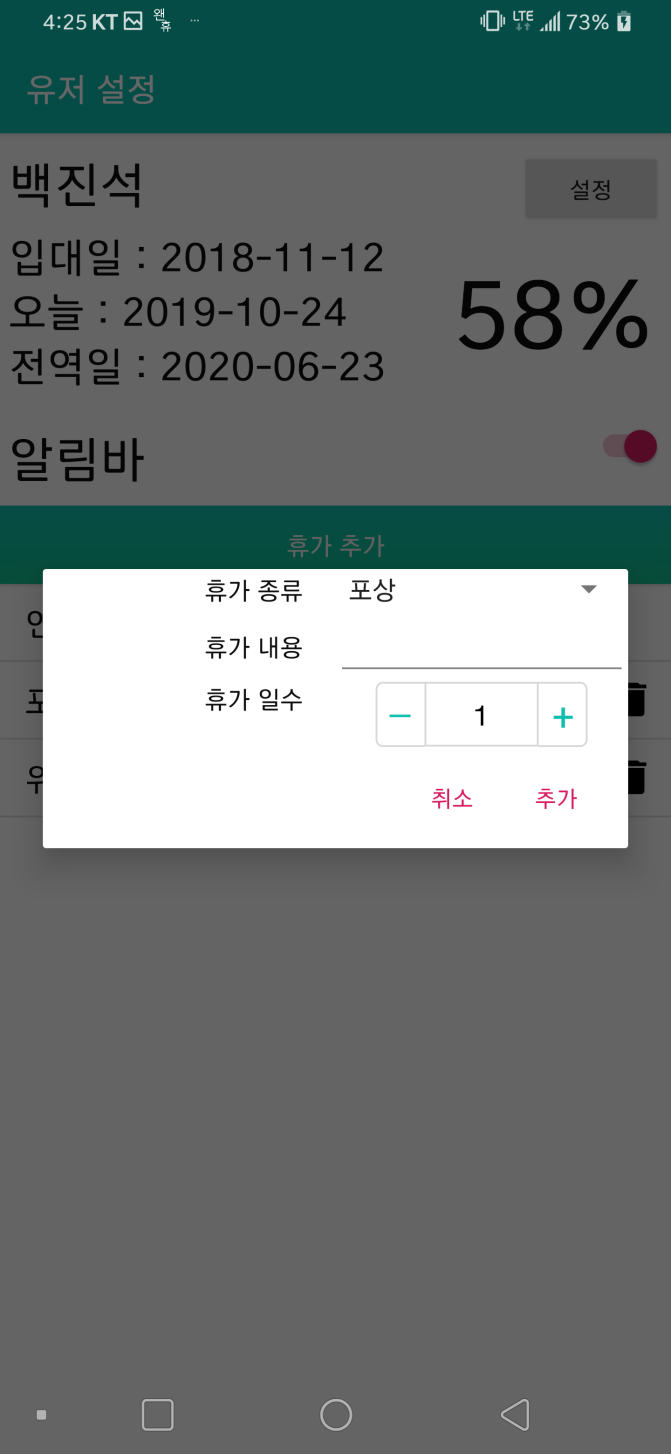 4:25 KT 왠휴 ... LTE 73%
유저 설정
백진석
설정
입대일 : 2018-11-12
오늘 : 2019-10-24
전역일 : 2020-06-23
58%
알림바
휴가 추가
휴가 종류 포상
휴가 내용
휴가 일수 - 1 +
취소 추가